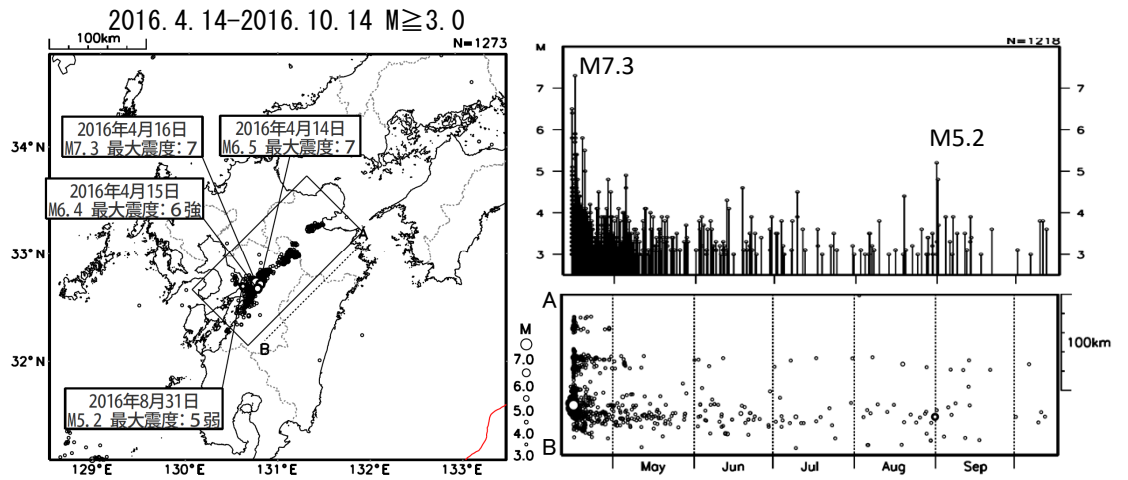 2016.4.14-2016.10.14 M≧3.0
100km
N=1273
2016年4月16日
M7.3 最大震度:7
2016年4月14日
M6.5 最大震度:7
2016年4月15日
M6.4 最大震度:6強
2016年8月31日
M5.2 最大震度:5弱
34°N
33°N
32°N
129°E
130°E
131°E
132°E
133°E
A
B
M
7.0
6.0
5.0
4.0
3.0
M
N=1218
M7.3
M5.2
7
6
5
4
3
7
6
5
4
3
A
B
100km
May
Jun
Jul
Aug
Sep